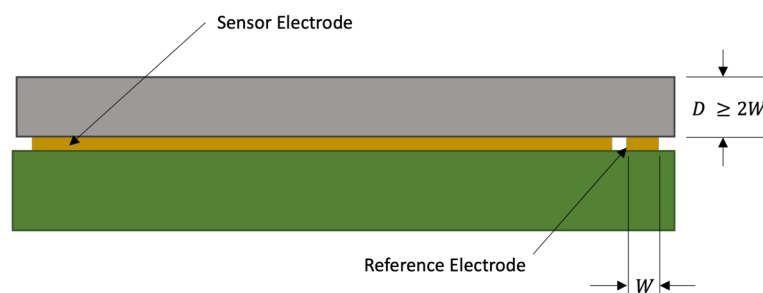 Sensor Electrode
D ≥ 2W
Reference Electrode
W